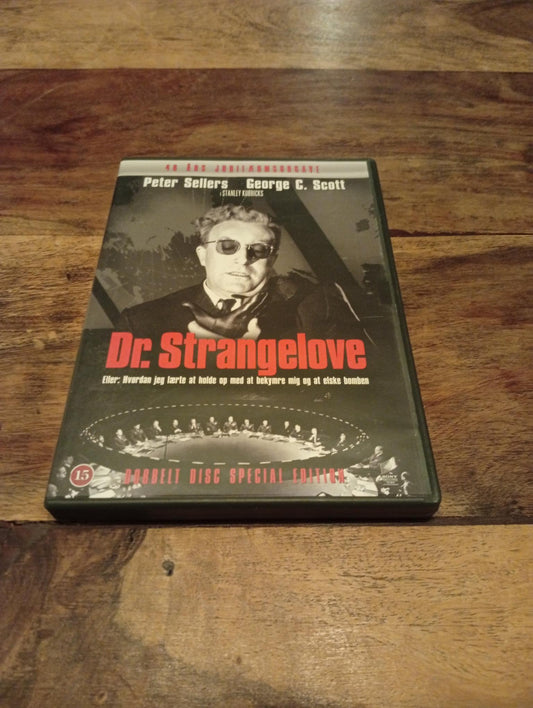 40 ÅRS JUBILÆUMSUDGAVE
Peter Sellers George C. Scott
i STANLEY KUBRICKS
Dr. Strangelove
Eller: Hvordan jeg lærte at holde op med at bekymre mig og at elske bomben
15
DOBBELT DISC SPECIAL EDITION
SONY